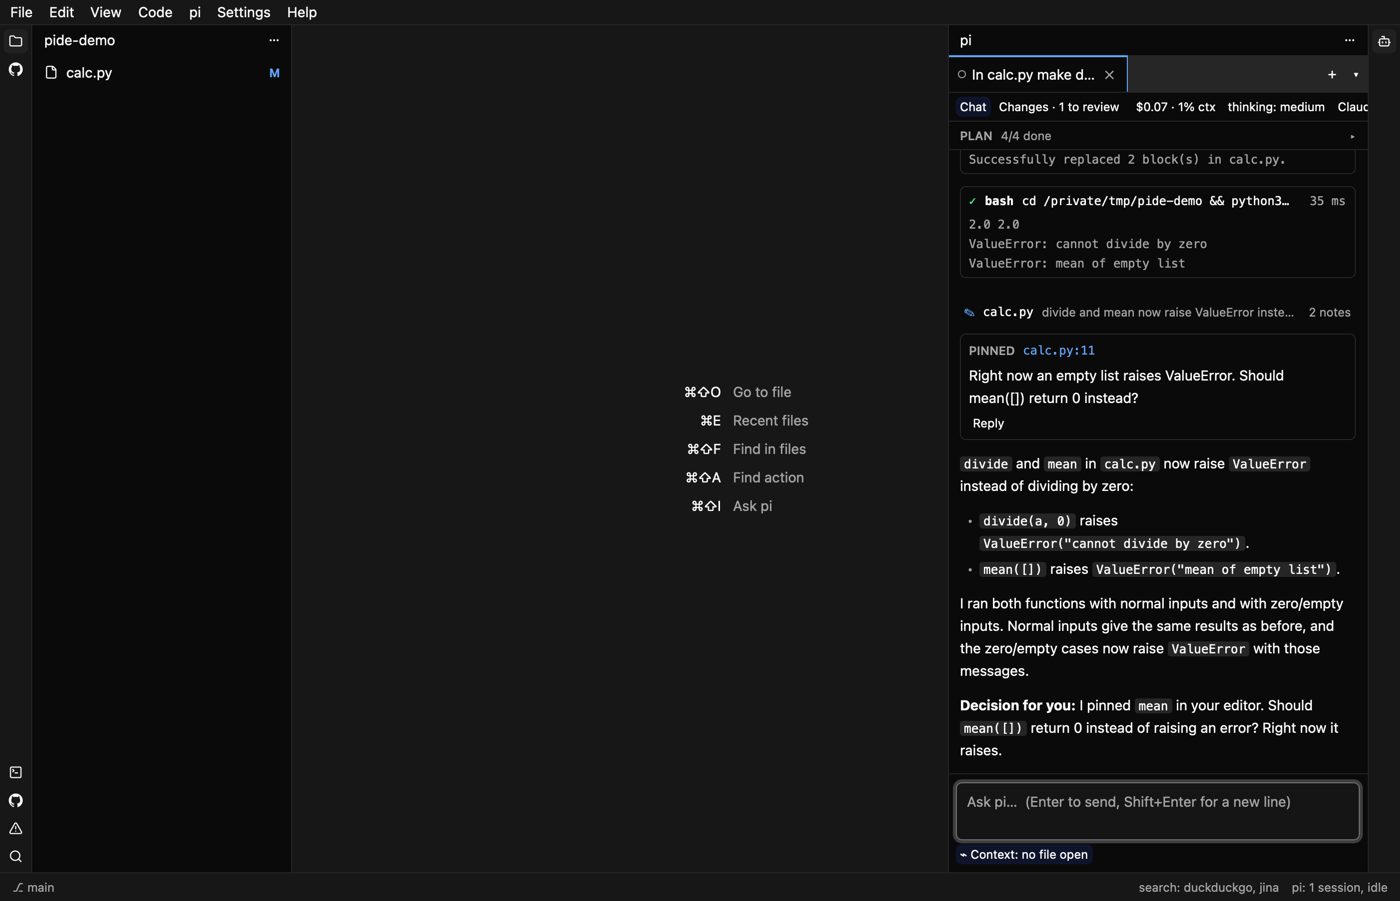 File Edit View Code pi Settings Help
pide-demo ...
calc.py M
⌘⇧O Go to file
⌘E Recent files
⌘⇧F Find in files
⌘⇧A Find action
⌘⇧I Ask pi
pi ...
In calc.py make d... × +
Chat Changes · 1 to review $0.07 · 1% ctx thinking: medium Claud
PLAN 4/4 done
Successfully replaced 2 block(s) in calc.py.
✓ bash cd /private/tmp/pide-demo && python3… 35 ms
2.0 2.0
ValueError: cannot divide by zero
ValueError: mean of empty list
calc.py divide and mean now raise ValueError inste... 2 notes
PINNED calc.py:11
Right now an empty list raises ValueError. Should
mean([]) return 0 instead?
Reply
divide and mean in calc.py now raise ValueError
instead of dividing by zero:
• divide(a, 0) raises
ValueError("cannot divide by zero").
• mean([]) raises ValueError("mean of empty list").
I ran both functions with normal inputs and with zero/empty
inputs. Normal inputs give the same results as before, and
the zero/empty cases now raise ValueError with those
messages.
Decision for you: I pinned mean in your editor. Should
mean([]) return 0 instead of raising an error? Right now it
raises.
Ask pi... (Enter to send, Shift+Enter for a new line)
Context: no file open
main
search: duckduckgo, jina pi: 1 session, idle